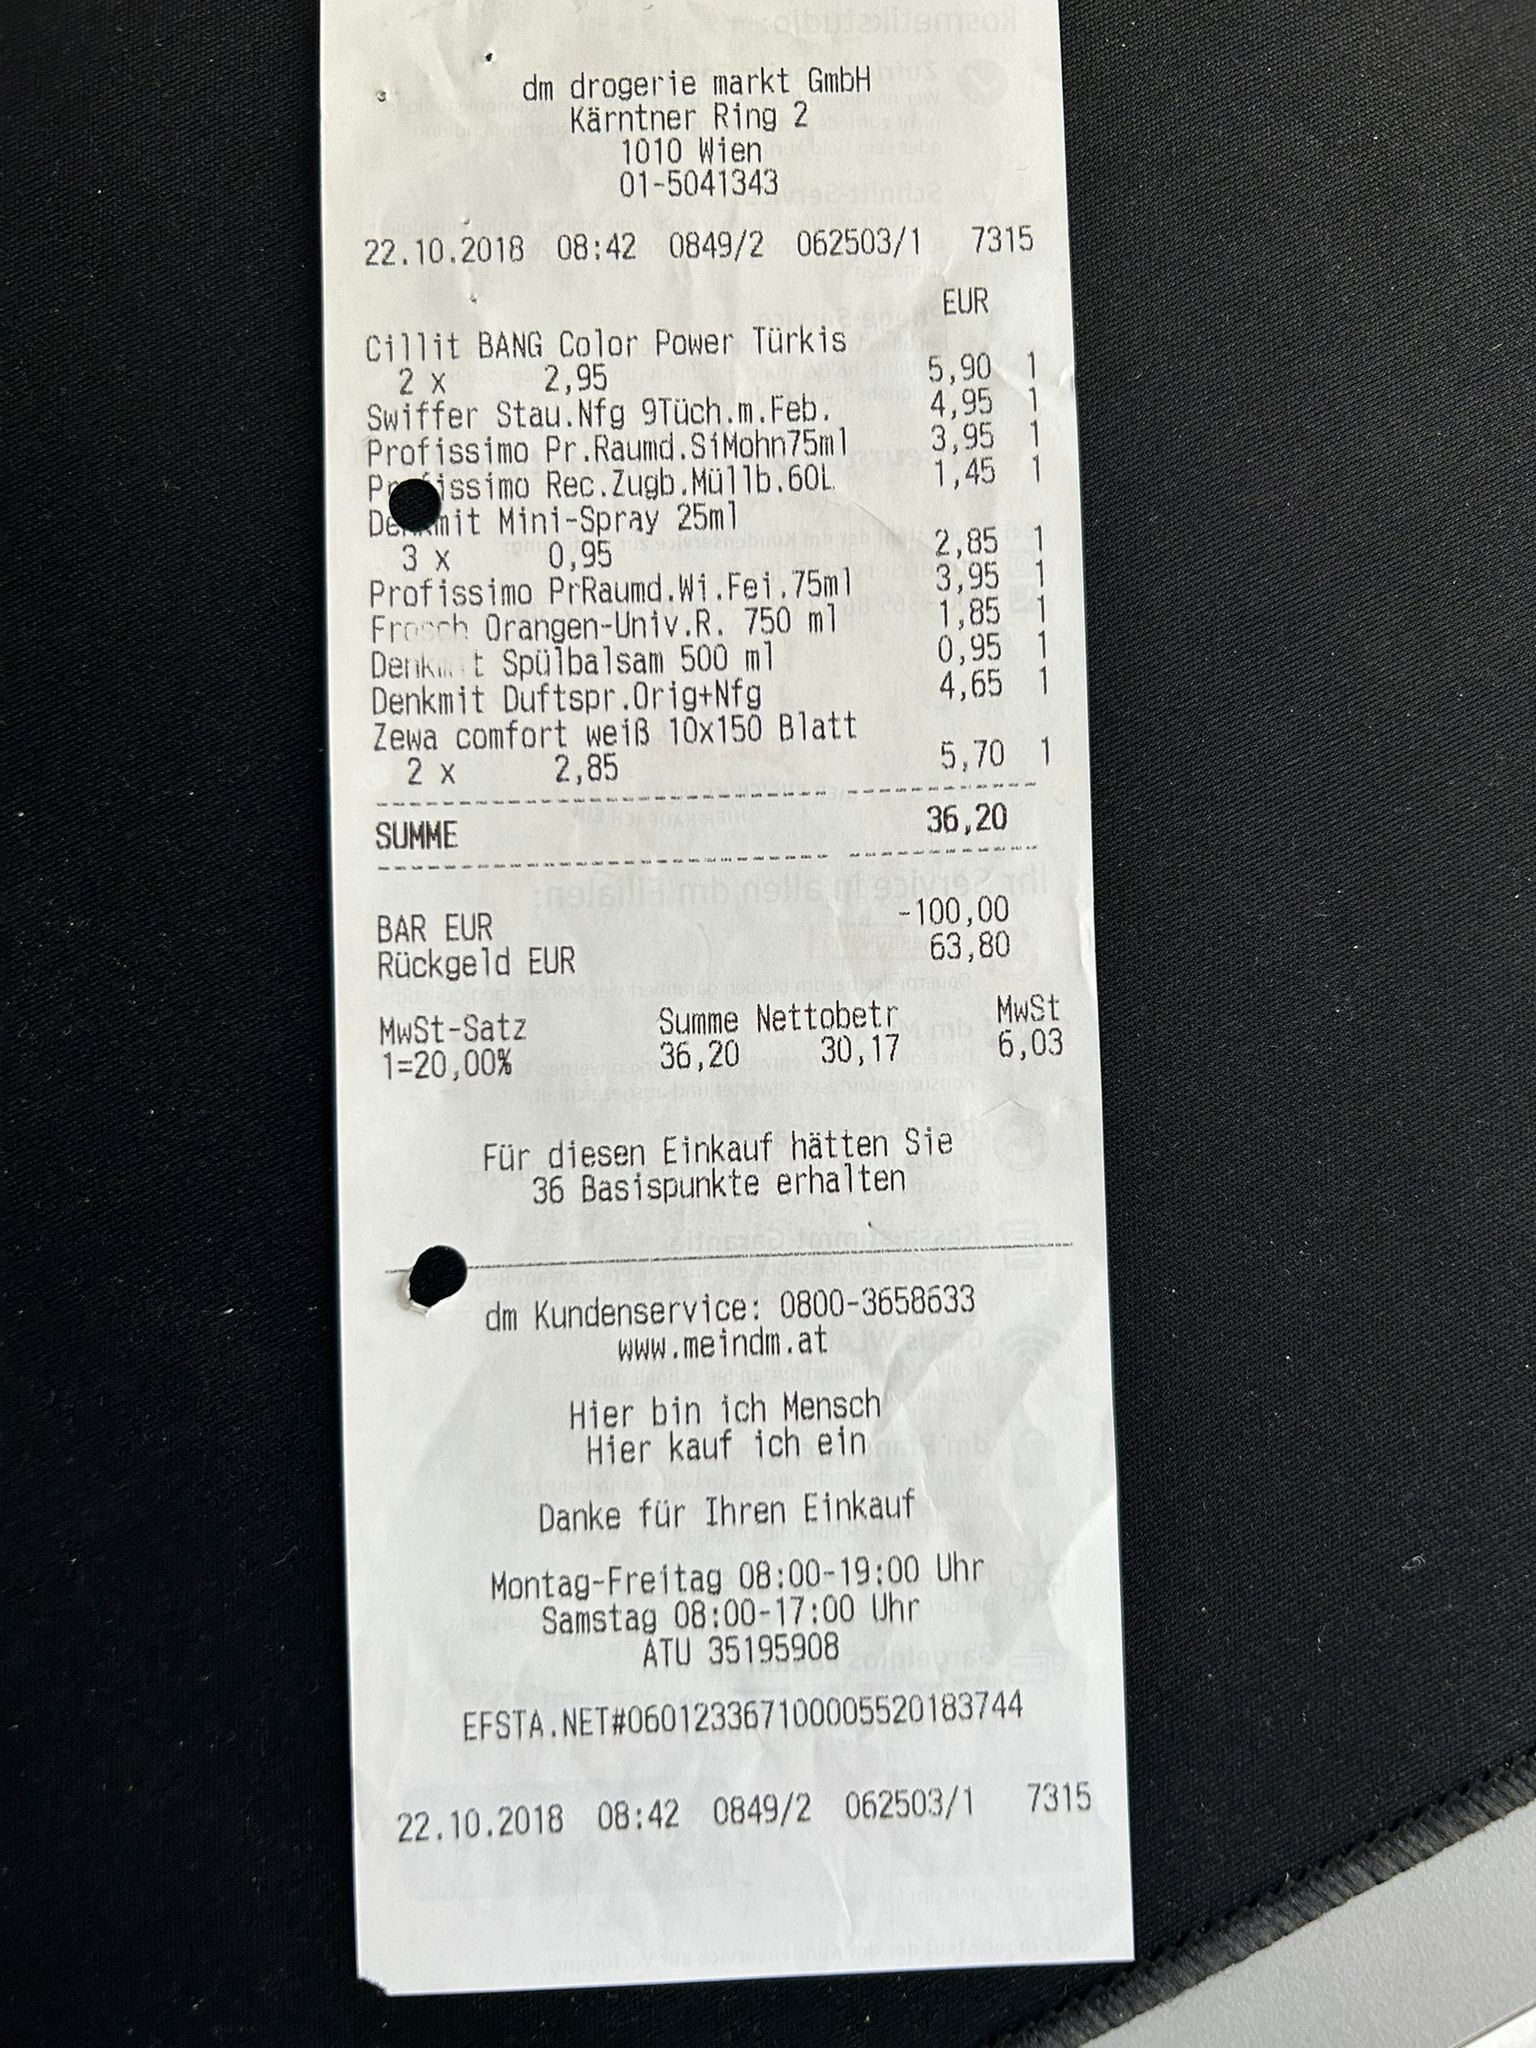 dm drogerie markt GmbH
Kärntner Ring 2
1010 Wien
01-5041343
22.10.2018 08:42 0849/2 062503/1 7315
EUR
Cillit BANG Color Power Türkis
2 x 2,95 5,90 1
Swiffer Stau.Nfg 9Tüch.m.Feb. 4,95 1
Profissimo Pr.Raumd.SiMohn75ml 3,95 1
Profissimo Rec.Zugb.Müllb.60L 1,45 1
Denkmit Mini-Spray 25ml
3 x 0,95 2,85 1
Profissimo PrRaumd.Wi.Fei.75ml 3,95 1
Frosch Orangen-Univ.R. 750 ml 1,85 1
Denkmit Spülbalsam 500 ml 0,95 1
Denkmit Duftspr.Orig+Nfg 4,65 1
Zewa comfort weiß 10x150 Blatt
2 x 2,85 5,70 1
SUMME 36,20
BAR EUR -100,00
Rückgeld EUR 63,80
MwSt-Satz Summe Nettobetr MwSt
1=20,00% 36,20 30,17 6,03
Für diesen Einkauf hätten Sie
36 Basispunkte erhalten
dm Kundenservice: 0800-3658633
www.meindm.at
Hier bin ich Mensch
Hier kauf ich ein
Danke für Ihren Einkauf
Montag-Freitag 08:00-19:00 Uhr
Samstag 08:00-17:00 Uhr
ATU 35195908
EFSTA.NET#060123367100005520183744
22.10.2018 08:42 0849/2 062503/1 7315